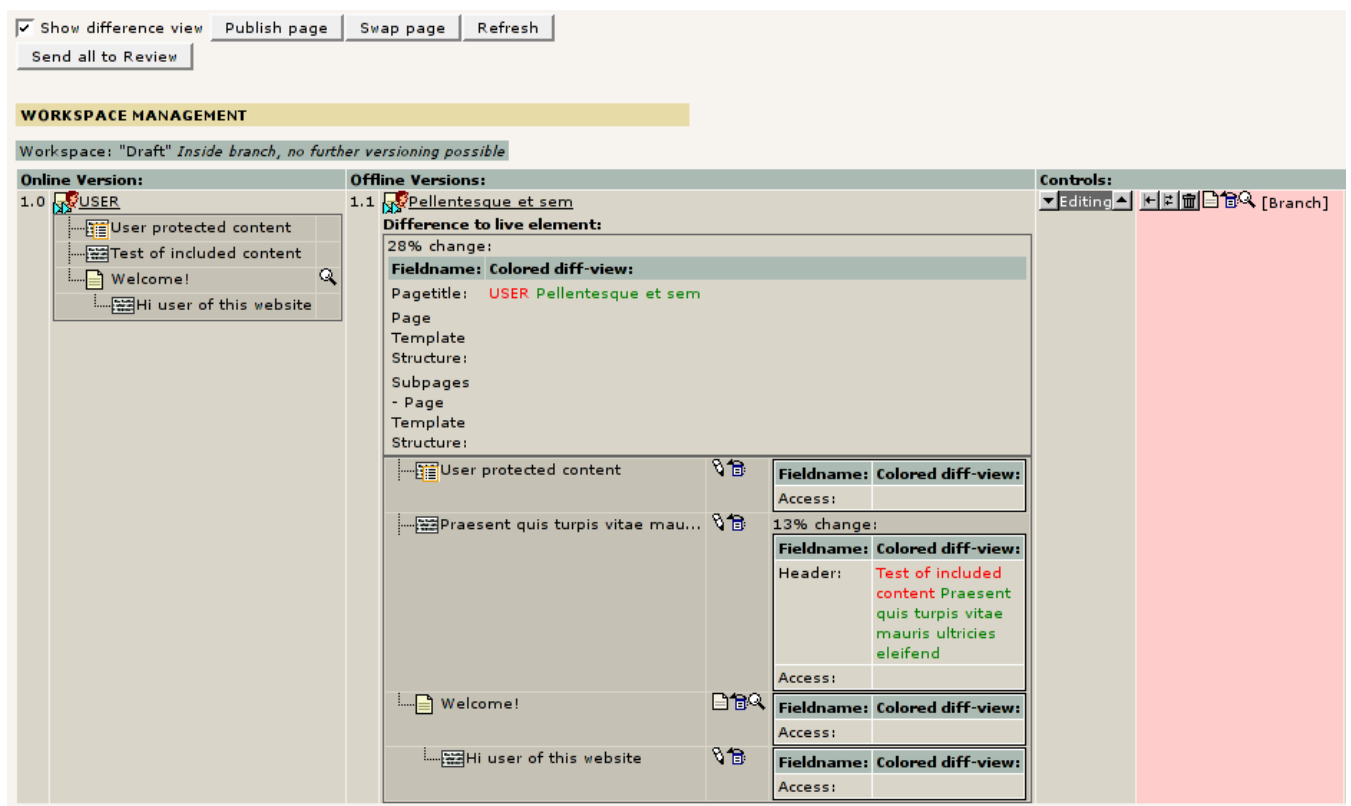 Show difference view Publish page Swap page Refresh
Send all to Review
WORKSPACE MANAGEMENT
Workspace: "Draft" Inside branch, no further versioning possible
Online Version: Offline Versions: Controls:
1.0 USER
User protected content
Test of included content
Welcome!
Hi user of this website
1.1 Pellentesque et sem
Editing [Branch]
Difference to live element:
28% change:
Fieldname: Colored diff-view:
Pagetitle: USER Pellentesque et sem
Page
Template
Structure:
Subpages
- Page
Template
Structure:
User protected content
Fieldname: Colored diff-view:
Access:
Praesent quis turpis vitae mau...
13% change:
Fieldname: Colored diff-view:
Header: Test of included
content Praesent
quis turpis vitae
mauris ultricies
eleifend
Access:
Welcome!
Fieldname: Colored diff-view:
Access:
Hi user of this website
Fieldname: Colored diff-view:
Access: